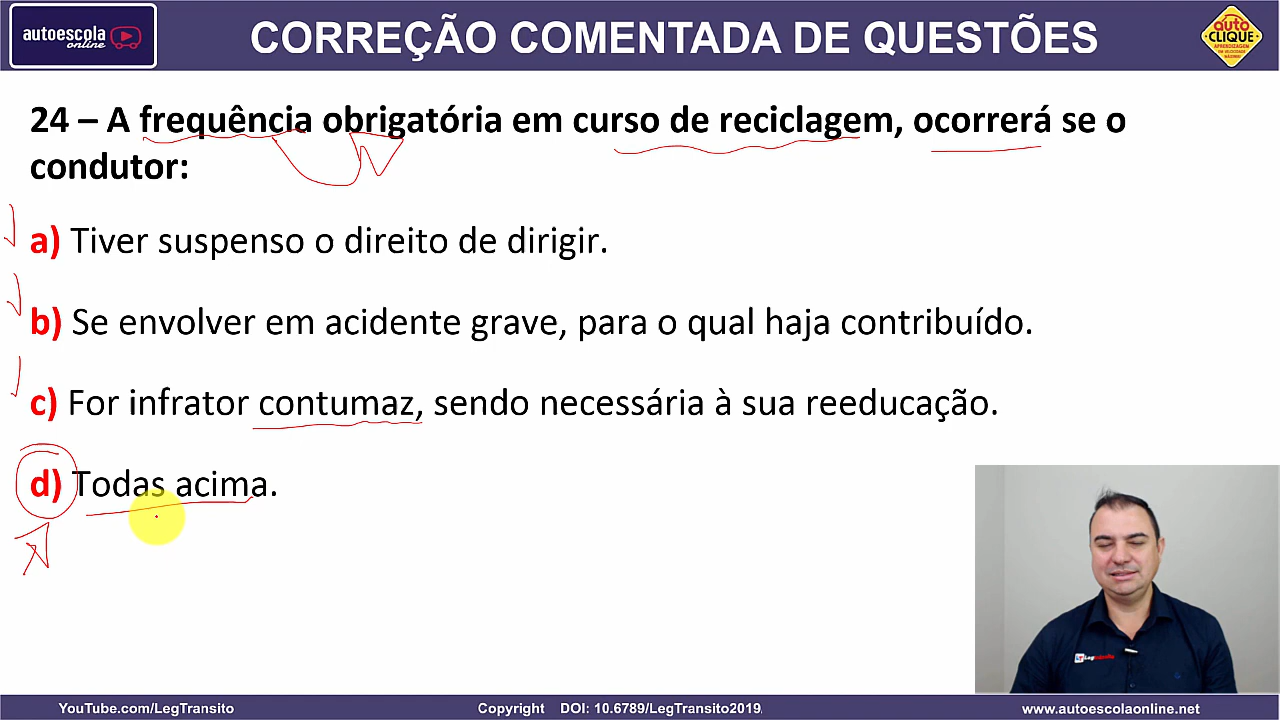 autoescola
online
CORREÇÃO COMENTADA DE QUESTÕES
auto
CLIQUE
24 – A frequência obrigatória em curso de reciclagem, ocorrerá se o
condutor:
a) Tiver suspenso o direito de dirigir.
b) Se envolver em acidente grave, para o qual haja contribuído.
c) For infrator contumaz, sendo necessária à sua reeducação.
d) Todas acima.
YouTube.com/LegTransito
Copyright DOI: 10.6789/LegTransito2019
www.autoescolaonline.net